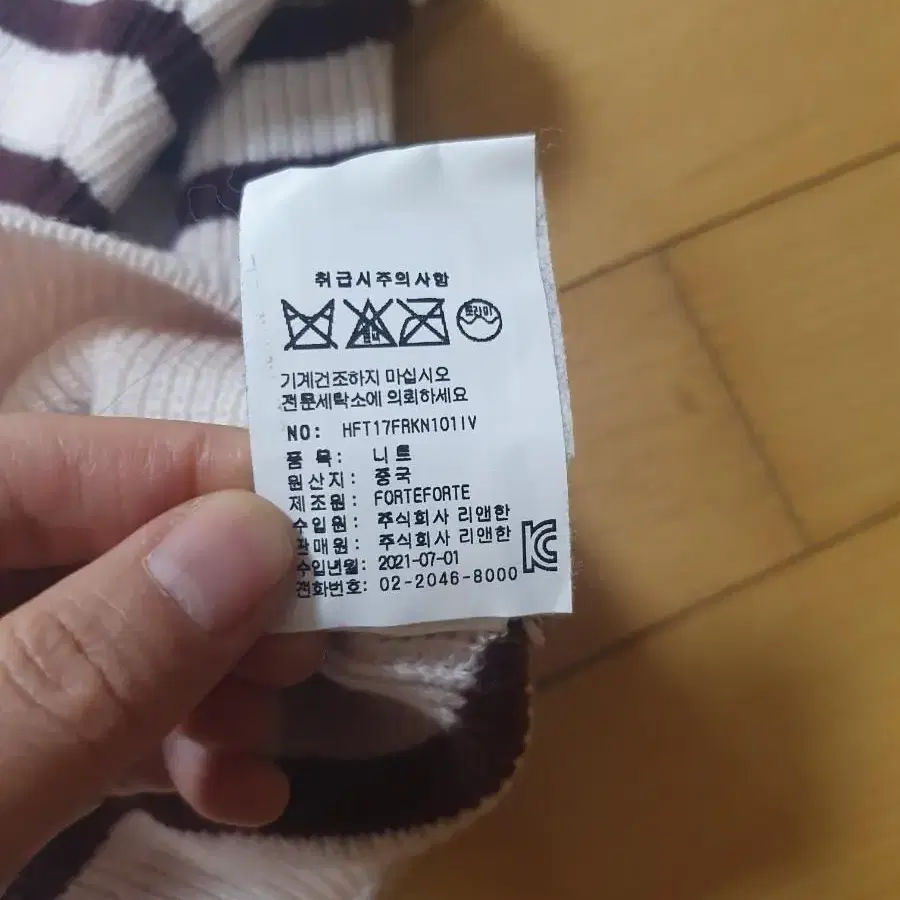 취급시주의사항
드라이
기계건조하지 마십시오
전문세탁소에 의뢰하세요
NO: HFT17FRKN101IV
품 목: 니트
원산지: 중국
제조원: FORTEFORTE
수입원: 주식회사 리앤한
판매원: 주식회사 리앤한
수입년월: 2021-07-01
전화번호: 02-2046-8000